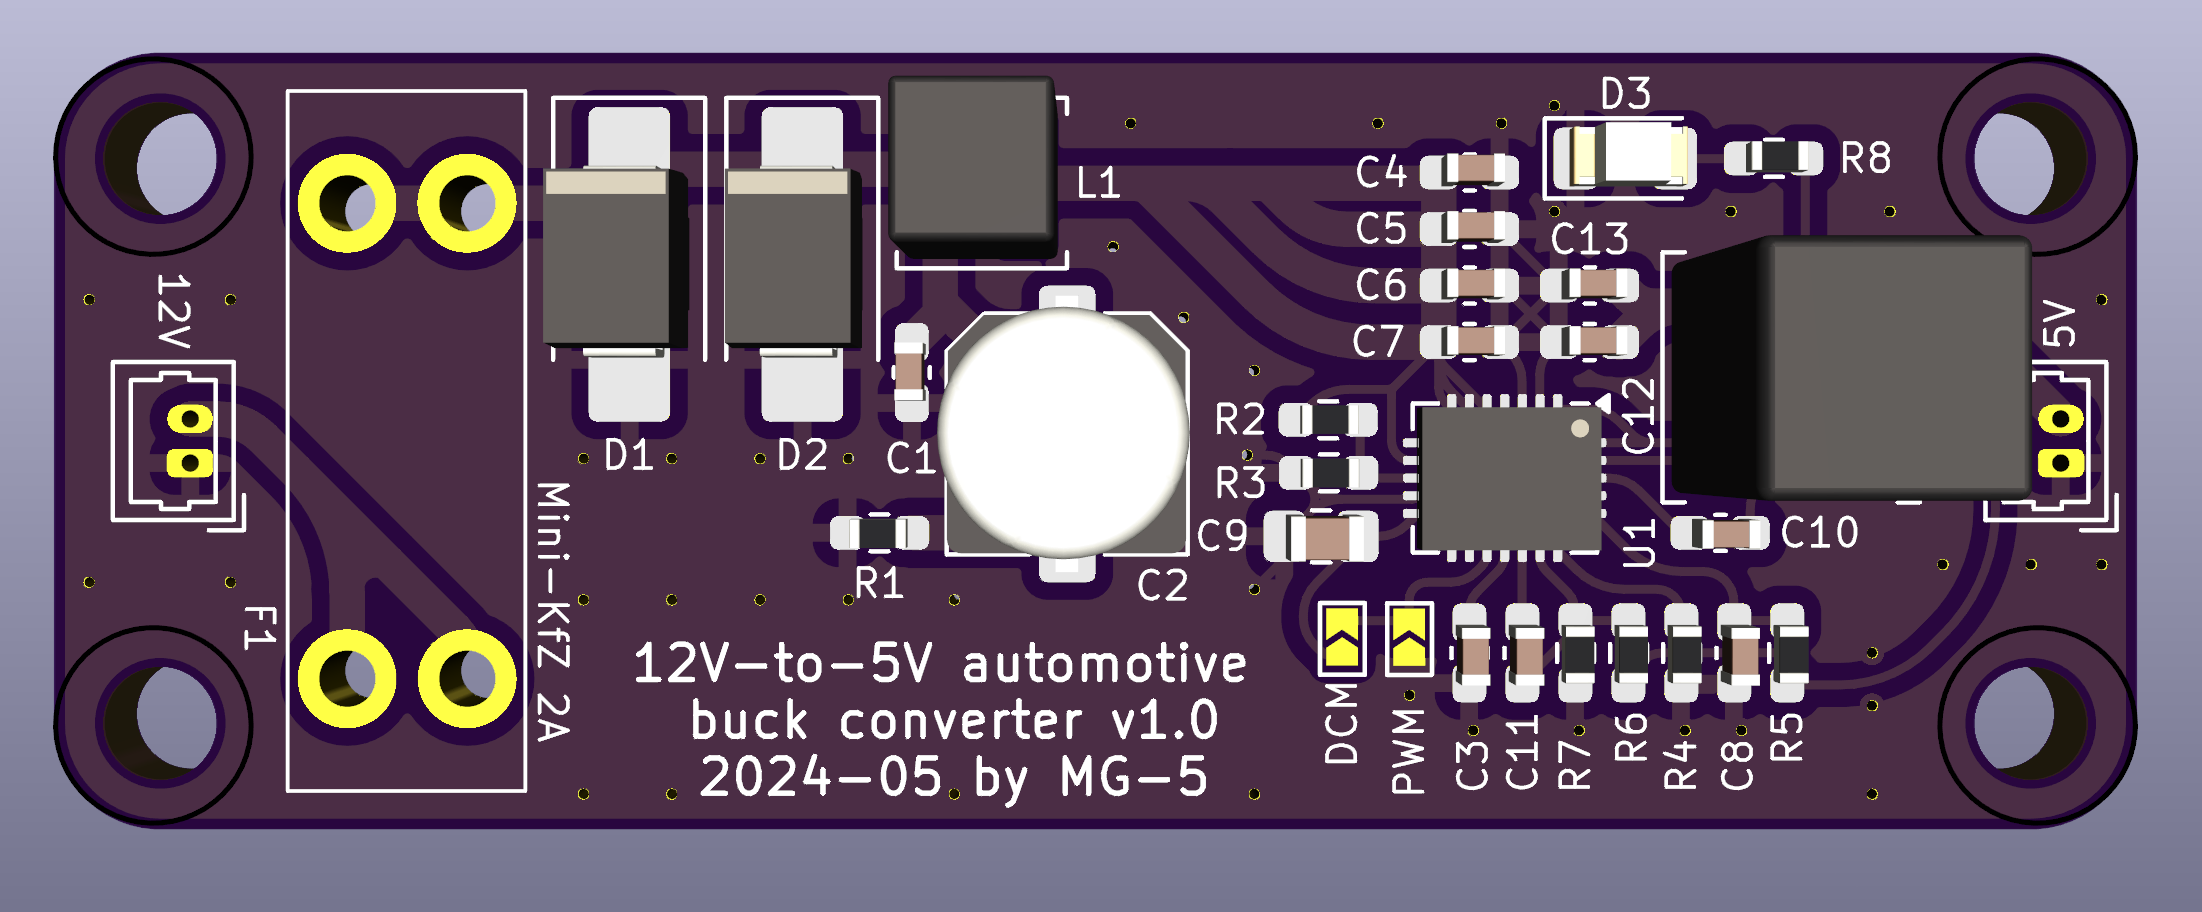 D3
C4
R8
L1
C5
C13
C6
12V
5V
C7
C12
R2
D1
D2
C1
R3
Mini-KfZ 2A
C9
U1
C10
R1
C2
F1
12V-to-5V automotive
buck converter v1.0
2024-05 by MG-5
DCM
PWM
C3
C11
R7
R6
R4
C8
R5